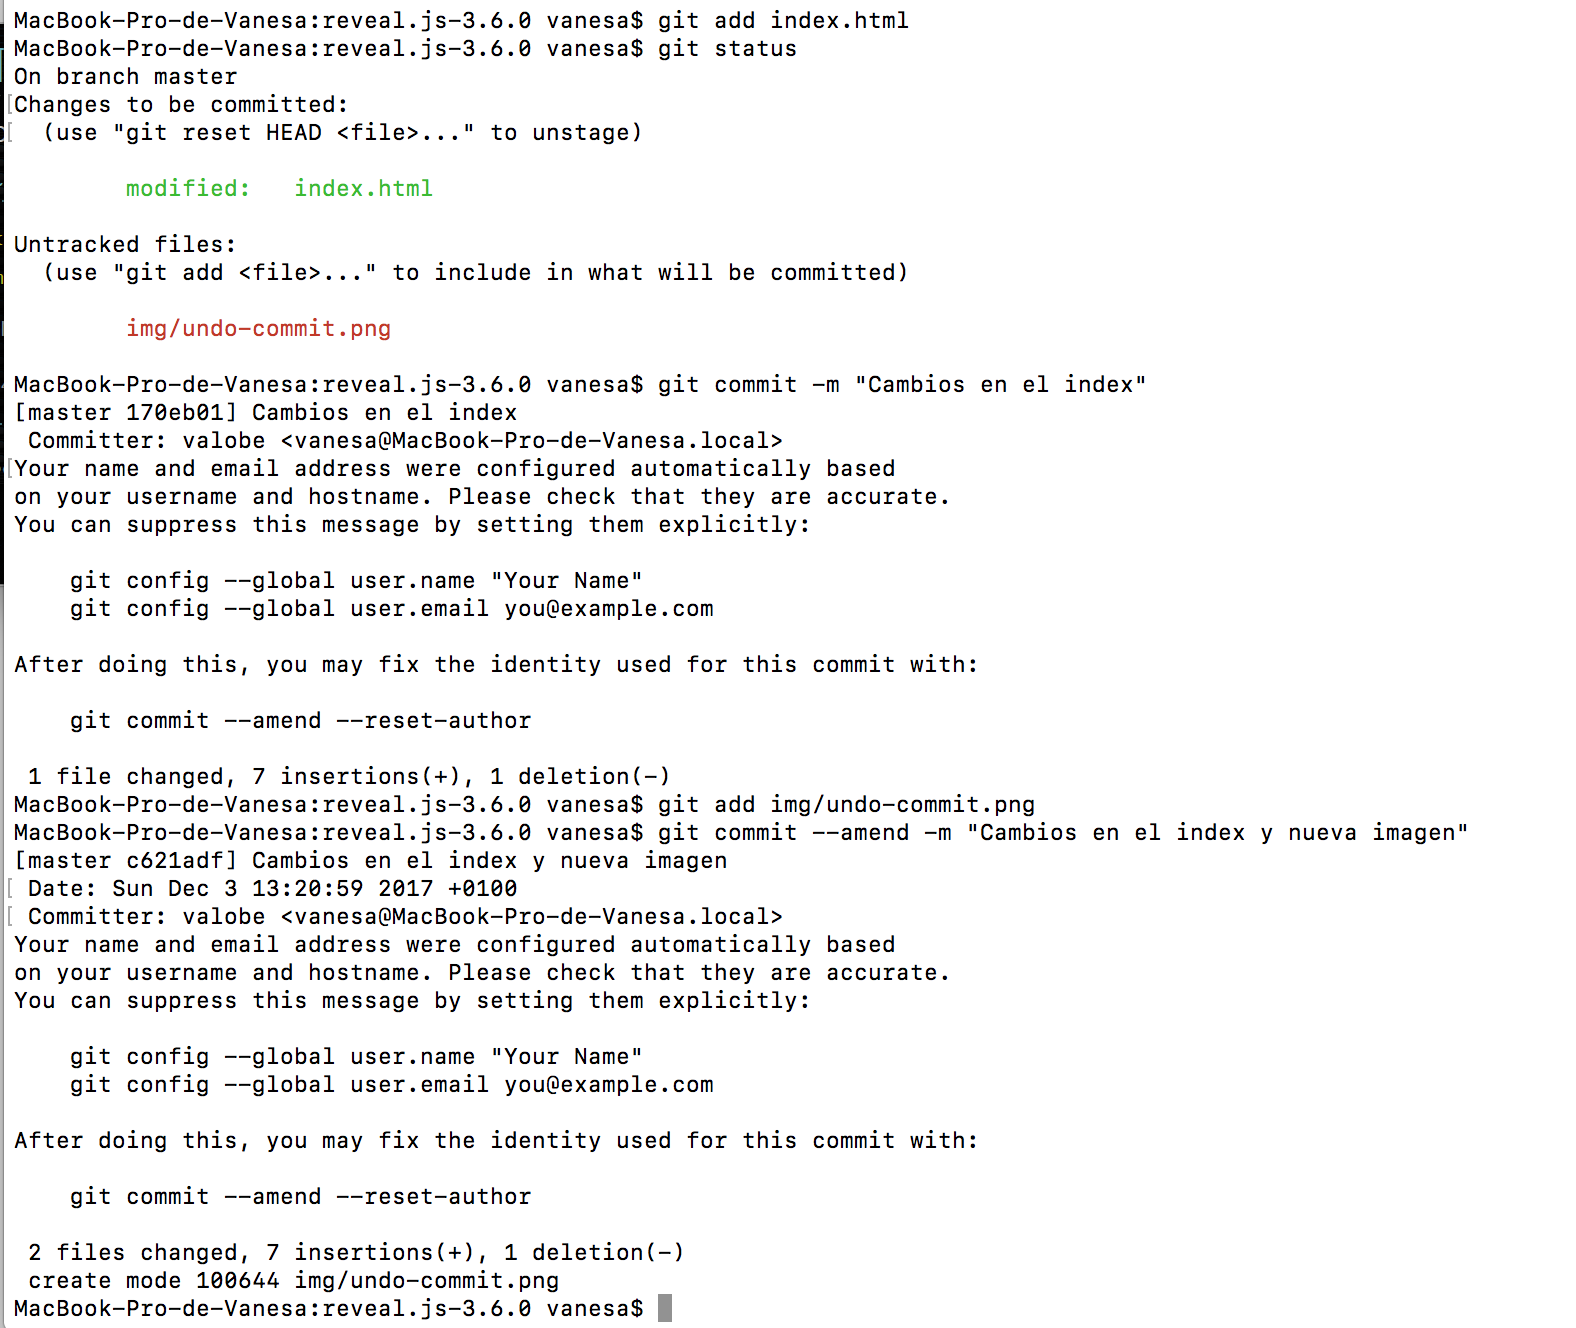 MacBook-Pro-de-Vanesa:reveal.js-3.6.0 vanesa$ git add index.html
MacBook-Pro-de-Vanesa:reveal.js-3.6.0 vanesa$ git status
On branch master
Changes to be committed:
  (use "git reset HEAD <file>..." to unstage)

        modified:   index.html

Untracked files:
  (use "git add <file>..." to include in what will be committed)

        img/undo-commit.png

MacBook-Pro-de-Vanesa:reveal.js-3.6.0 vanesa$ git commit -m "Cambios en el index"
[master 170eb01] Cambios en el index
 Committer: valobe <vanesa@MacBook-Pro-de-Vanesa.local>
Your name and email address were configured automatically based
on your username and hostname. Please check that they are accurate.
You can suppress this message by setting them explicitly:

    git config --global user.name "Your Name"
    git config --global user.email you@example.com

After doing this, you may fix the identity used for this commit with:

    git commit --amend --reset-author

 1 file changed, 7 insertions(+), 1 deletion(-)
MacBook-Pro-de-Vanesa:reveal.js-3.6.0 vanesa$ git add img/undo-commit.png
MacBook-Pro-de-Vanesa:reveal.js-3.6.0 vanesa$ git commit --amend -m "Cambios en el index y nueva imagen"
[master c621adf] Cambios en el index y nueva imagen
 Date: Sun Dec 3 13:20:59 2017 +0100
 Committer: valobe <vanesa@MacBook-Pro-de-Vanesa.local>
Your name and email address were configured automatically based
on your username and hostname. Please check that they are accurate.
You can suppress this message by setting them explicitly:

    git config --global user.name "Your Name"
    git config --global user.email you@example.com

After doing this, you may fix the identity used for this commit with:

    git commit --amend --reset-author

 2 files changed, 7 insertions(+), 1 deletion(-)
 create mode 100644 img/undo-commit.png
MacBook-Pro-de-Vanesa:reveal.js-3.6.0 vanesa$